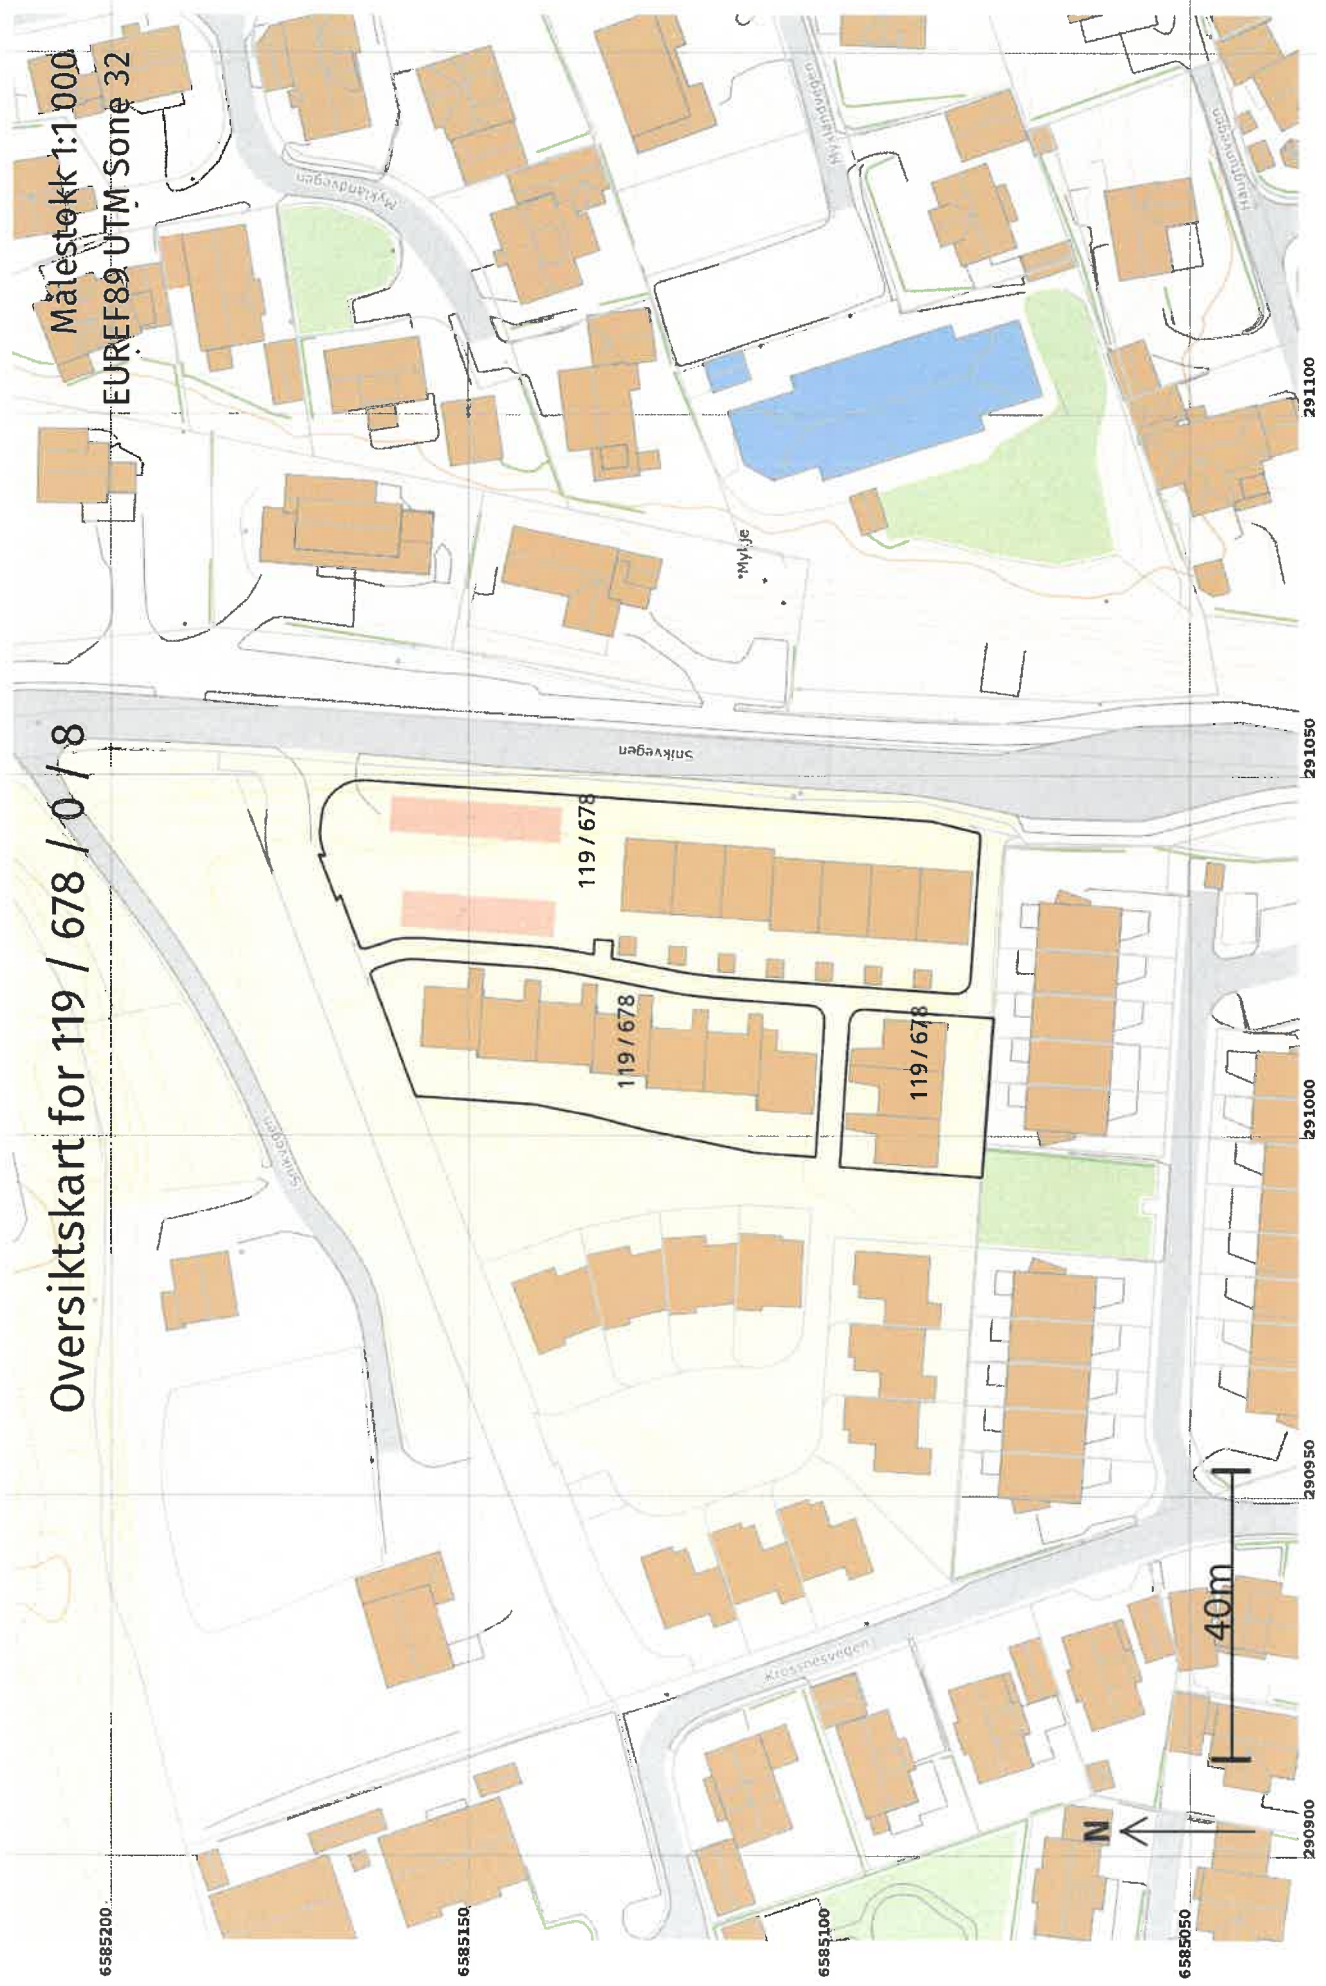 Oversiktskart for 119 / 678 / 0 / 8
Målestokk 1:1 000
EUREF89 UTM Sone 32
6585200
6585150
6585100
6585050
290900
290950
291000
291050
291100
Snikvegen
Snikvegen
Myklandvegen
Myklandvegen
Haugtunvegen
Krossnesvegen
Mykje
119 / 678
119 / 678
119 / 678
40m
N